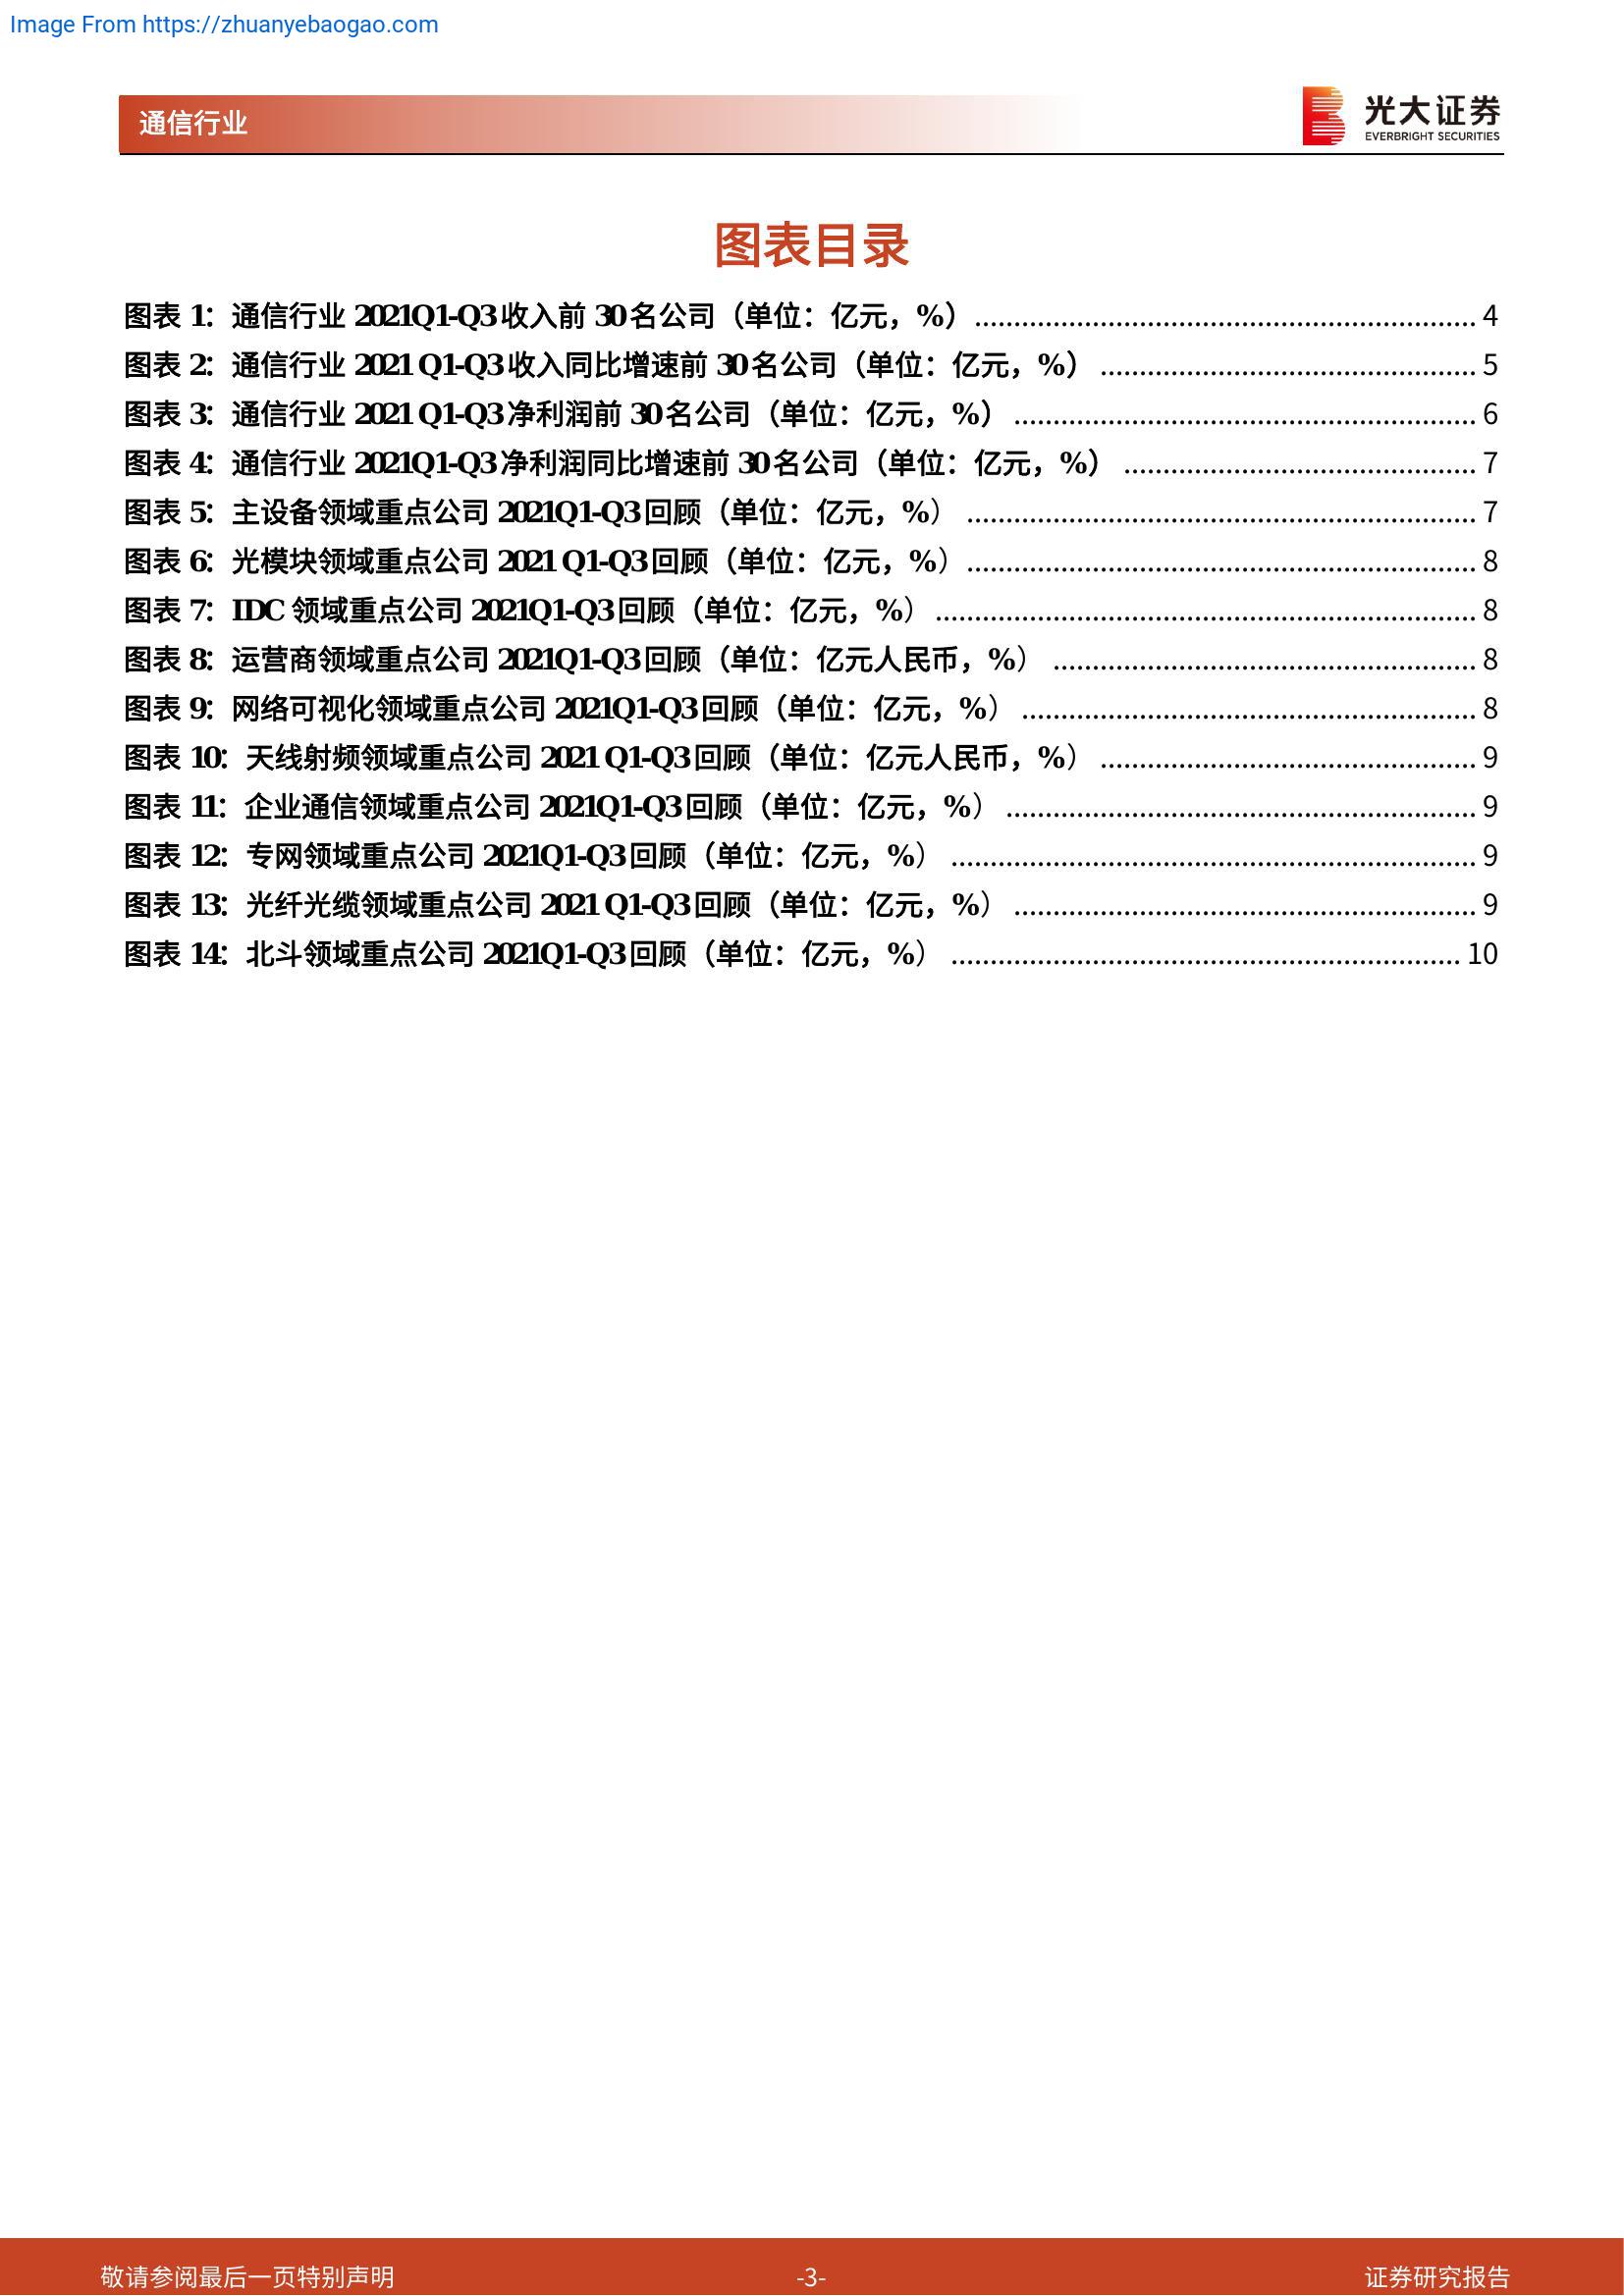 Image From https://zhuanyebaogao.com
通信行业
光大证券
EVERBRIGHT SECURITIES
图表目录
图表 1：通信行业 2021Q1-Q3 收入前 30 名公司（单位：亿元，%）................................................................ 4
图表 2：通信行业 2021 Q1-Q3 收入同比增速前 30 名公司（单位：亿元，%）................................................ 5
图表 3：通信行业 2021 Q1-Q3 净利润前 30 名公司（单位：亿元，%）........................................................... 6
图表 4：通信行业 2021Q1-Q3 净利润同比增速前 30 名公司（单位：亿元，%）............................................. 7
图表 5：主设备领域重点公司 2021Q1-Q3 回顾（单位：亿元，%）................................................................. 7
图表 6：光模块领域重点公司 2021 Q1-Q3 回顾（单位：亿元，%）................................................................. 8
图表 7：IDC 领域重点公司 2021Q1-Q3 回顾（单位：亿元，%）..................................................................... 8
图表 8：运营商领域重点公司 2021Q1-Q3 回顾（单位：亿元人民币，%）...................................................... 8
图表 9：网络可视化领域重点公司 2021Q1-Q3 回顾（单位：亿元，%）.......................................................... 8
图表 10：天线射频领域重点公司 2021 Q1-Q3 回顾（单位：亿元人民币，%）................................................ 9
图表 11：企业通信领域重点公司 2021Q1-Q3 回顾（单位：亿元，%）............................................................ 9
图表 12：专网领域重点公司 2021Q1-Q3 回顾（单位：亿元，%）................................................................... 9
图表 13：光纤光缆领域重点公司 2021 Q1-Q3 回顾（单位：亿元，%）........................................................... 9
图表 14：北斗领域重点公司 2021Q1-Q3 回顾（单位：亿元，%）................................................................. 10
敬请参阅最后一页特别声明 -3- 证券研究报告